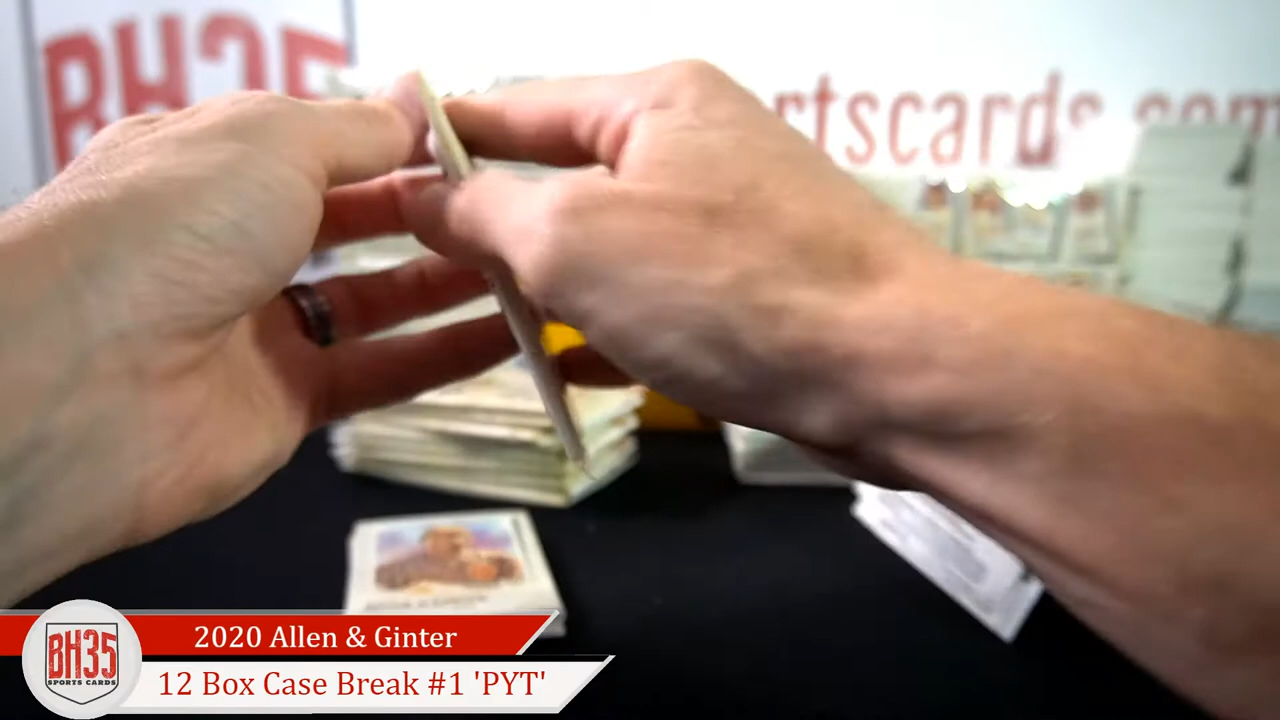 BH35
rtscards.com
2020 Allen & Ginter
12 Box Case Break #1 'PYT'
BH35
SPORTS CARDS